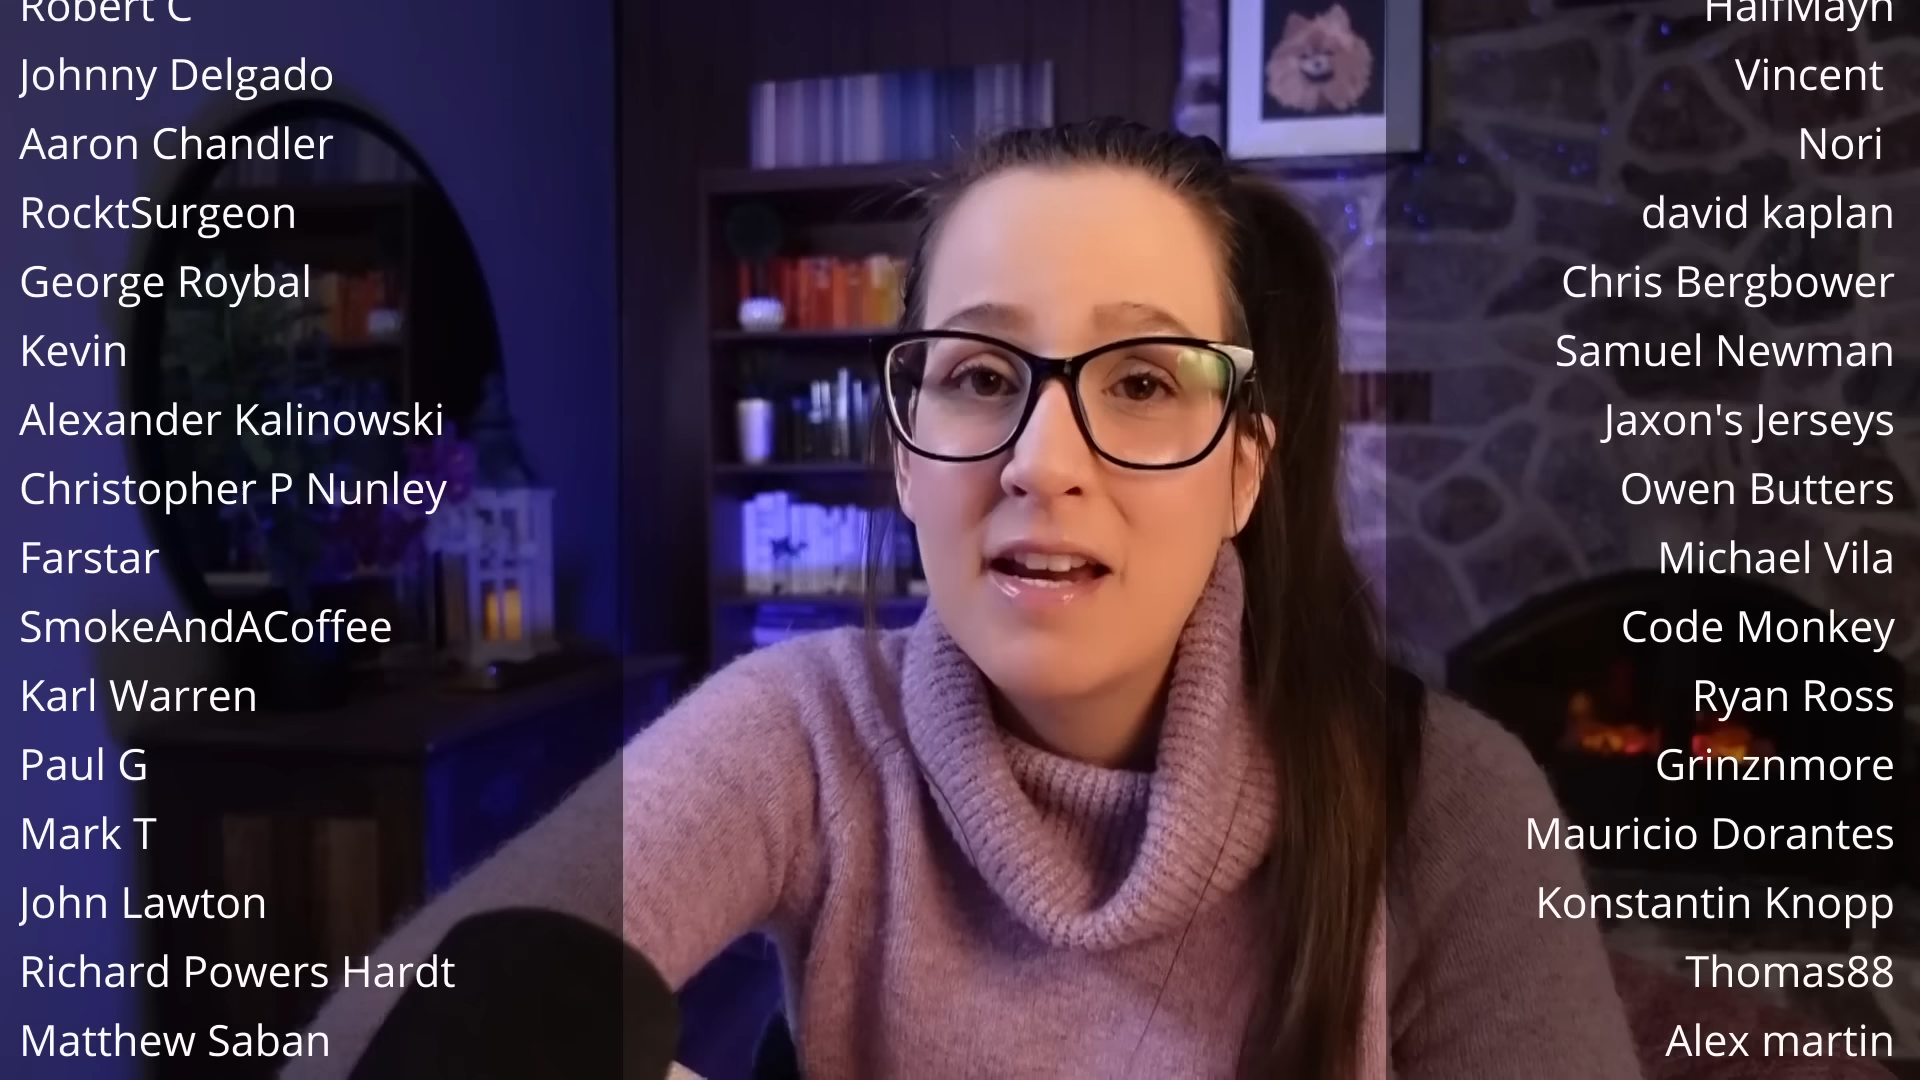 Robert C
Johnny Delgado
Aaron Chandler
RocktSurgeon
George Roybal
Kevin
Alexander Kalinowski
Christopher P Nunley
Farstar
SmokeAndACoffee
Karl Warren
Paul G
Mark T
John Lawton
Richard Powers Hardt
Matthew Saban
HalfMayn
Vincent
Nori
david kaplan
Chris Bergbower
Samuel Newman
Jaxon's Jerseys
Owen Butters
Michael Vila
Code Monkey
Ryan Ross
Grinznmore
Mauricio Dorantes
Konstantin Knopp
Thomas88
Alex martin